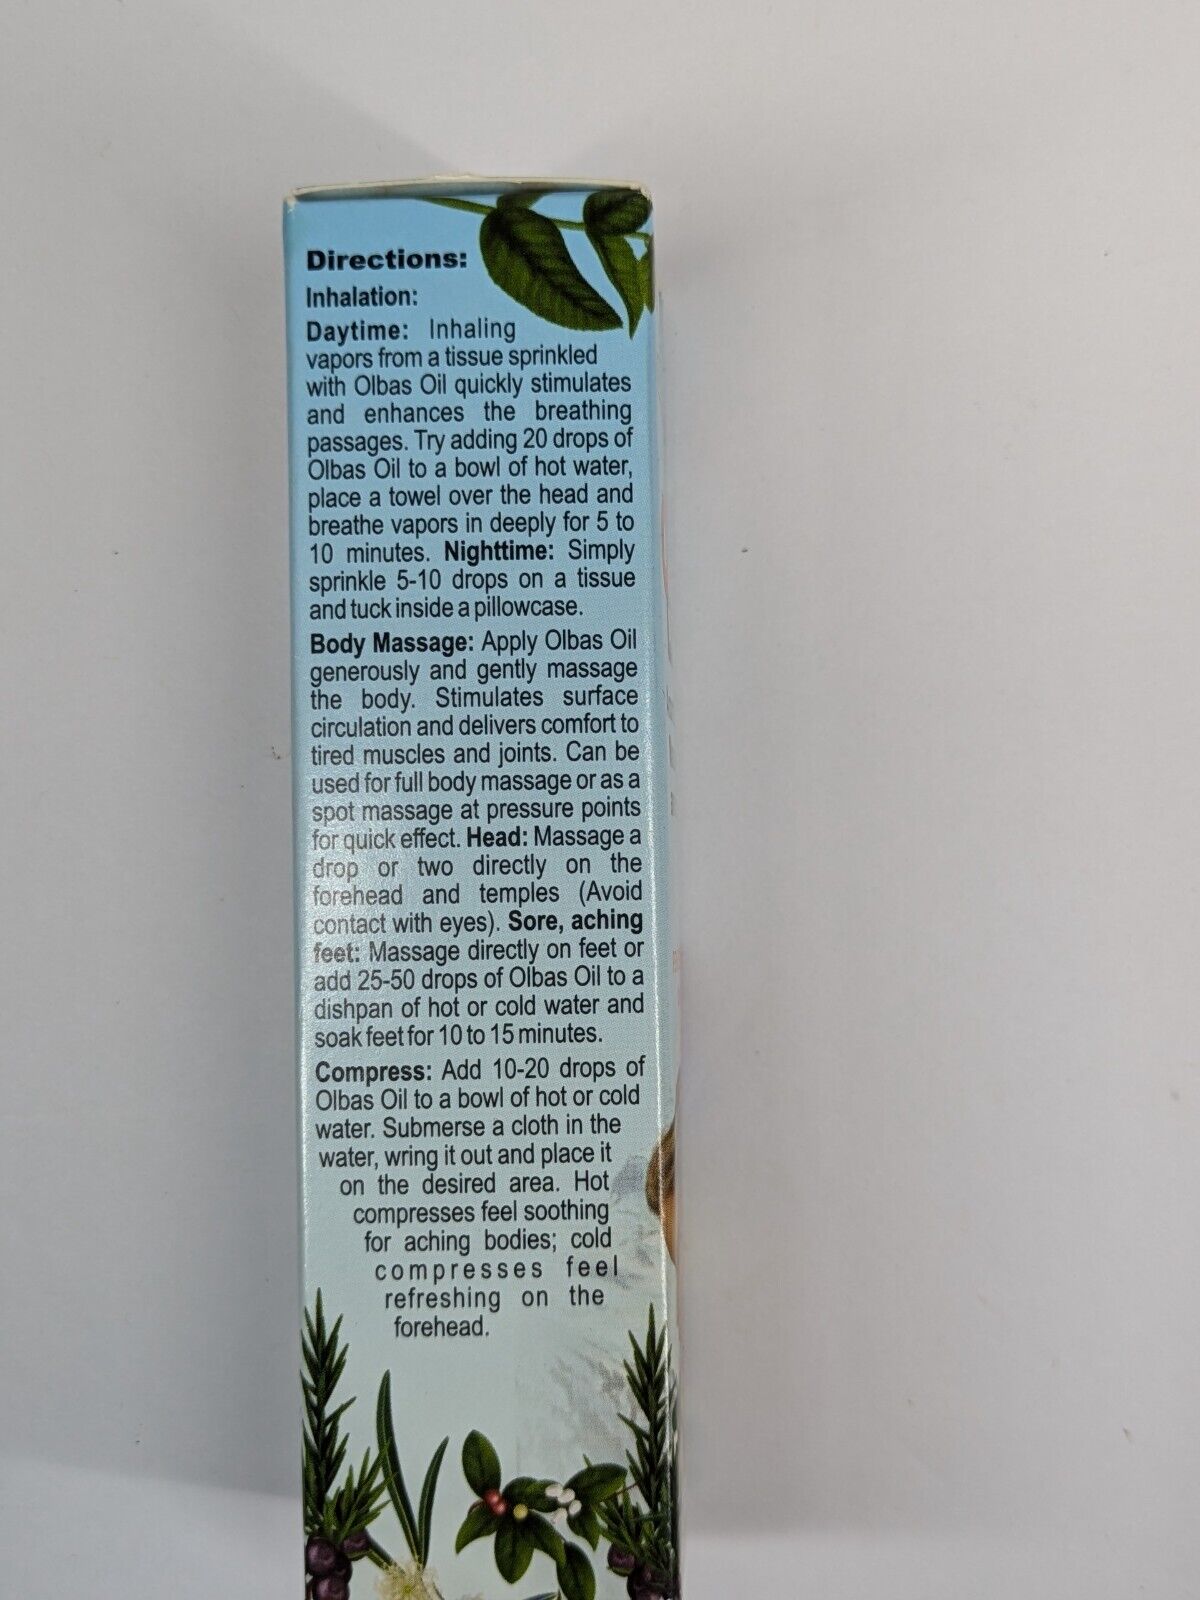 Directions:
Inhalation:
Daytime: Inhaling
vapors from a tissue sprinkled
with Olbas Oil quickly stimulates
and enhances the breathing
passages. Try adding 20 drops of
Olbas Oil to a bowl of hot water,
place a towel over the head and
breathe vapors in deeply for 5 to
10 minutes. Nighttime: Simply
sprinkle 5-10 drops on a tissue
and tuck inside a pillowcase.
Body Massage: Apply Olbas Oil
generously and gently massage
the body. Stimulates surface
circulation and delivers comfort to
tired muscles and joints. Can be
used for full body massage or as a
spot massage at pressure points
for quick effect. Head: Massage a
drop or two directly on the
forehead and temples (Avoid
contact with eyes). Sore, aching
feet: Massage directly on feet or
add 25-50 drops of Olbas Oil to a
dishpan of hot or cold water and
soak feet for 10 to 15 minutes.
Compress: Add 10-20 drops of
Olbas Oil to a bowl of hot or cold
water. Submerse a cloth in the
water, wring it out and place it
on the desired area. Hot
compresses feel soothing
for aching bodies; cold
compresses feel
refreshing on the
forehead.